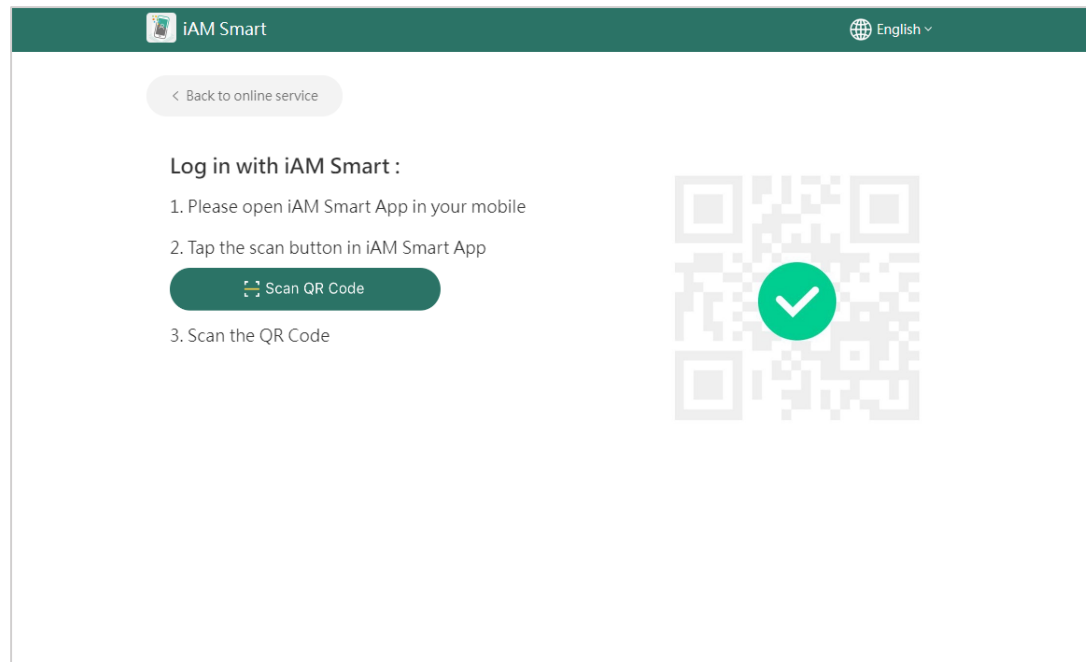 iAM Smart
English
Back to online service
Log in with iAM Smart :
1. Please open iAM Smart App in your mobile
2. Tap the scan button in iAM Smart App
Scan QR Code
3. Scan the QR Code